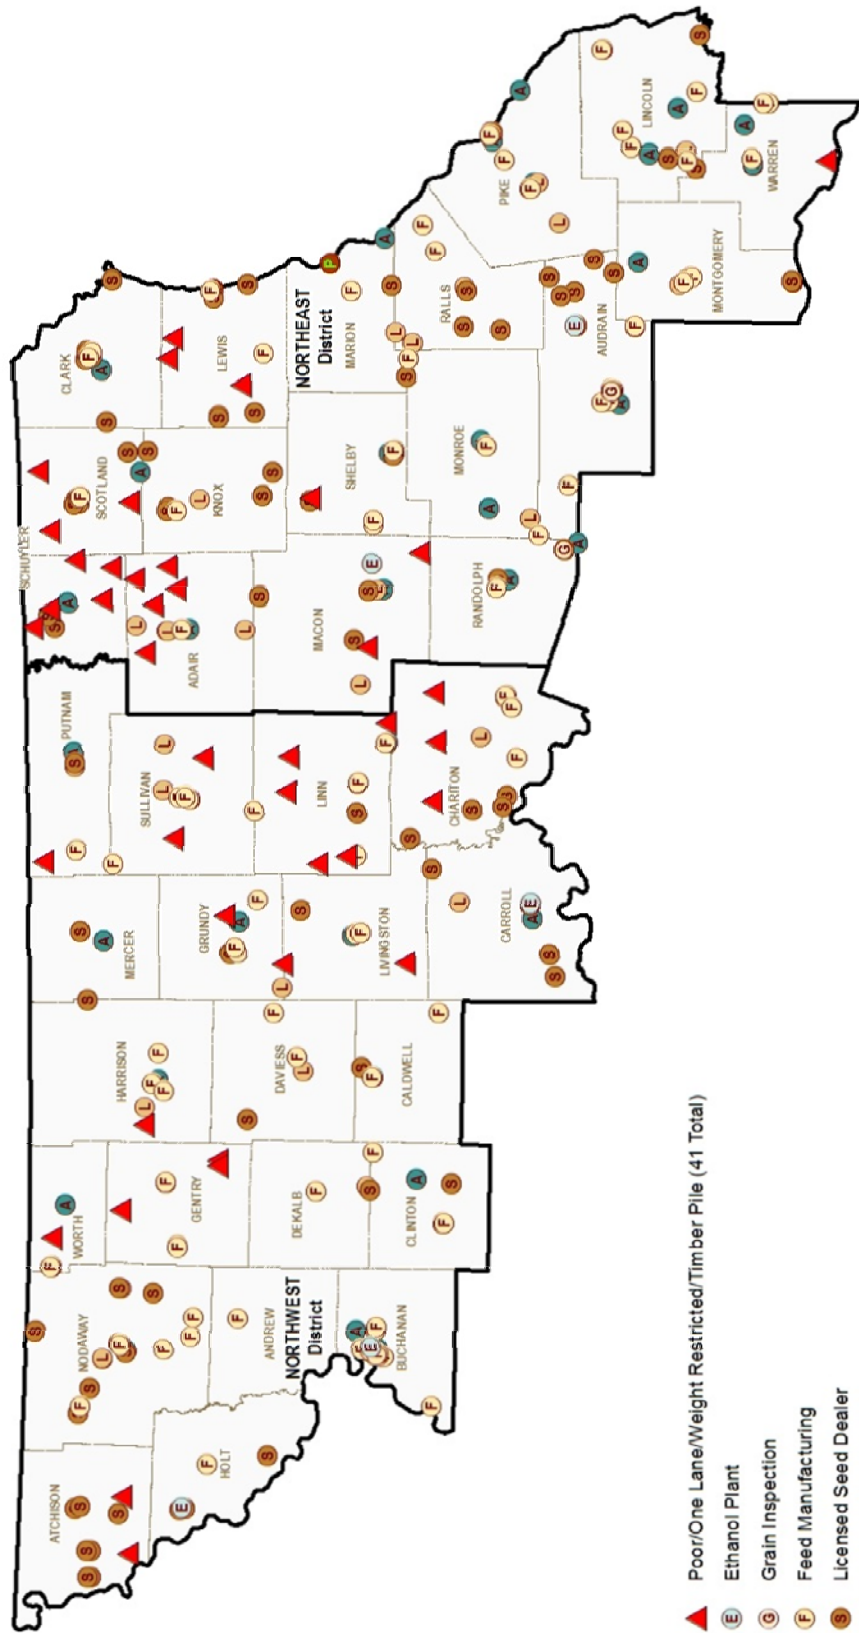 ATCHISON
HOLT
NODAWAY
ANDREW
NORTHWEST
District
BUCHANAN
WORTH
GENTRY
DEKALB
CLINTON
HARRISON
DAVIESS
CALDWELL
MERCER
GRUNDY
LIVINGSTON
CARROLL
PUTNAM
SULLIVAN
LINN
CHARITON
SCHUYLER
ADAIR
MACON
RANDOLPH
SCOTLAND
KNOX
SHELBY
MONROE
CLARK
LEWIS
NORTHEAST
District
MARION
RALLS
AUDRAIN
PIKE
MONTGOMERY
LINCOLN
WARREN
Poor/One Lane/Weight Restricted/Timber Pile (41 Total)
E Ethanol Plant
G Grain Inspection
F Feed Manufacturing
S Licensed Seed Dealer